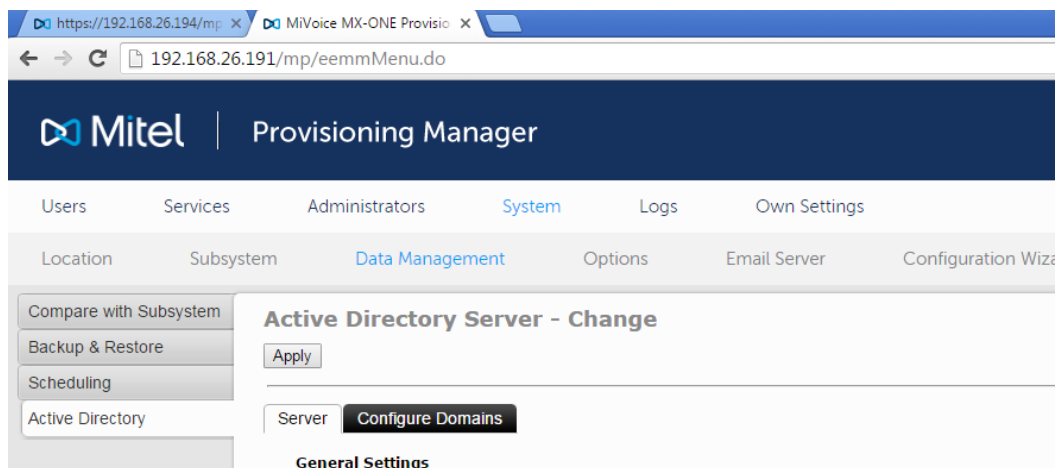 https://192.168.26.194/mp
MiVoice MX-ONE Provisio
192.168.26.191/mp/eemmMenu.do
Mitel | Provisioning Manager
Users Services Administrators System Logs Own Settings
Location Subsystem Data Management Options Email Server Configuration Wiza
Compare with Subsystem
Backup & Restore
Scheduling
Active Directory
Active Directory Server - Change
Apply
Server Configure Domains
General Settings